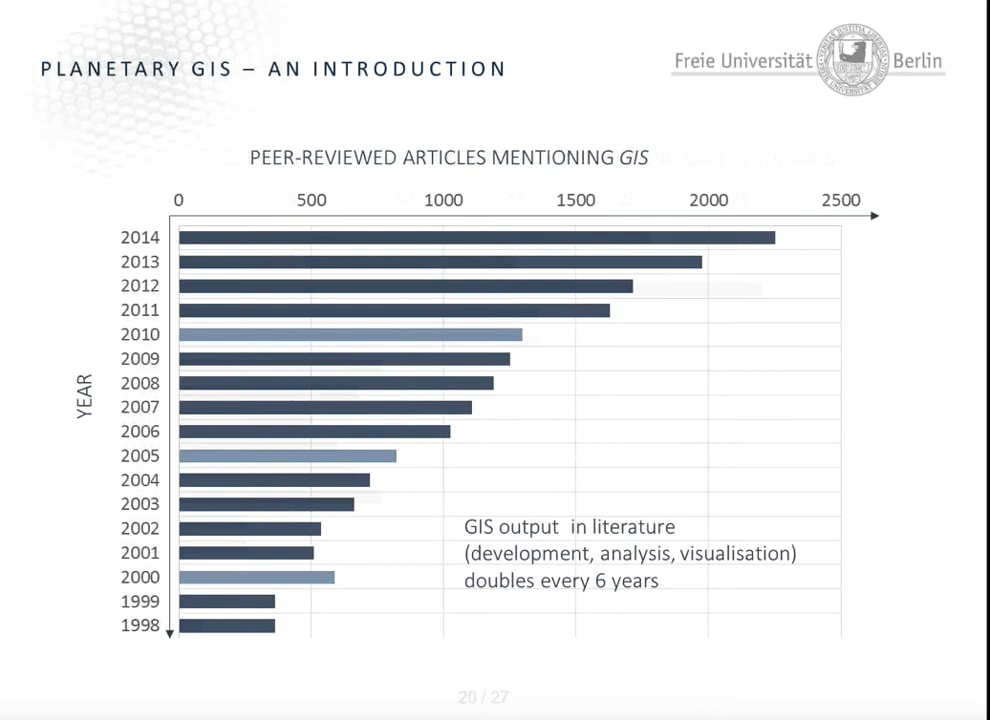 PLANETARY GIS – AN INTRODUCTION
Freie Universität Berlin
PEER-REVIEWED ARTICLES MENTIONING GIS
0 500 1000 1500 2000 2500
YEAR
2014
2013
2012
2011
2010
2009
2008
2007
2006
2005
2004
2003
2002
2001
2000
1999
1998
GIS output in literature
(development, analysis, visualisation)
doubles every 6 years
20 / 27